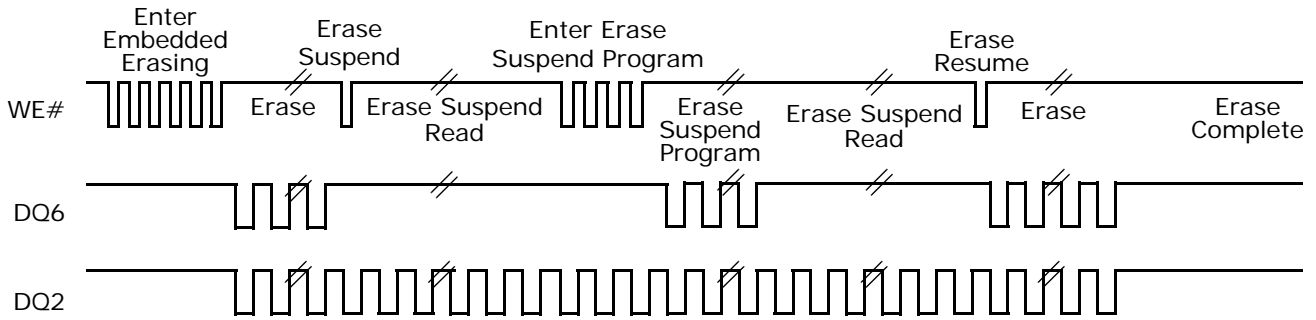 Enter
Embedded
Erasing
Erase
Suspend
Enter Erase
Suspend Program
Erase
Resume
WE#
Erase
Erase Suspend
Read
Erase
Suspend
Program
Erase Suspend
Read
Erase
Erase
Complete
DQ6
DQ2